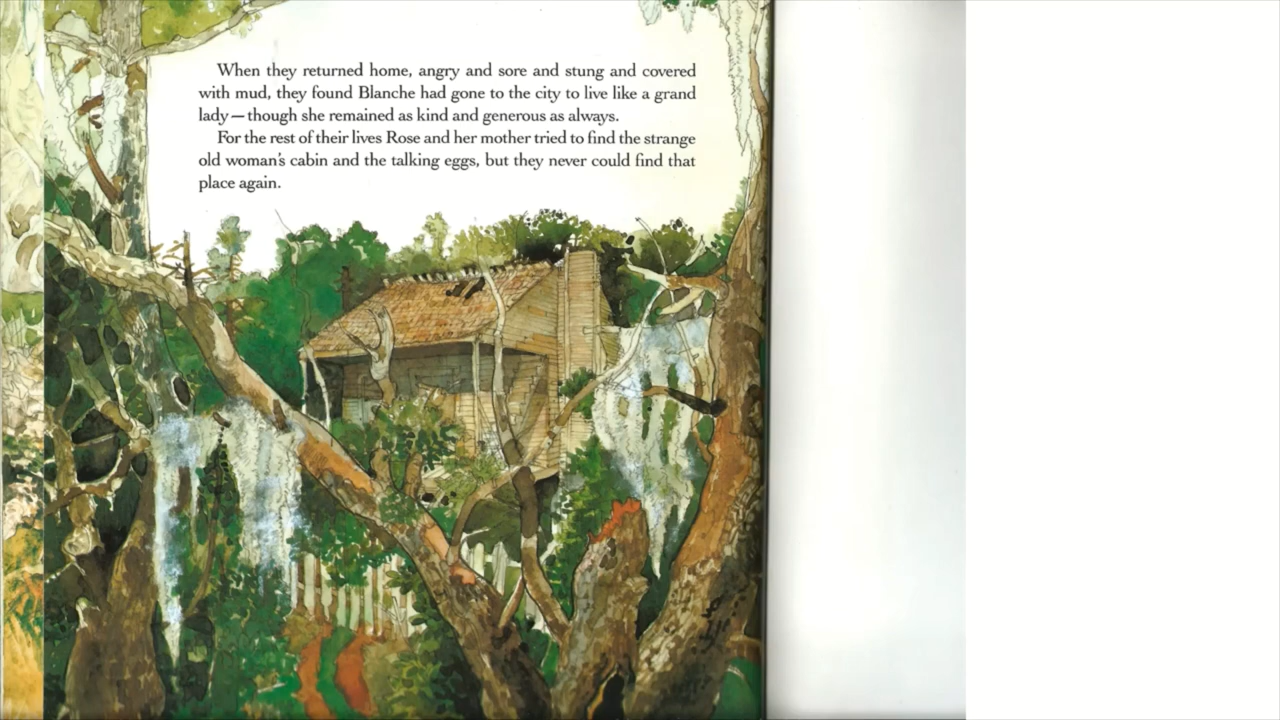 When they returned home, angry and sore and stung and covered
with mud, they found Blanche had gone to the city to live like a grand
lady — though she remained as kind and generous as always.
For the rest of their lives Rose and her mother tried to find the strange
old woman's cabin and the talking eggs, but they never could find that
place again.